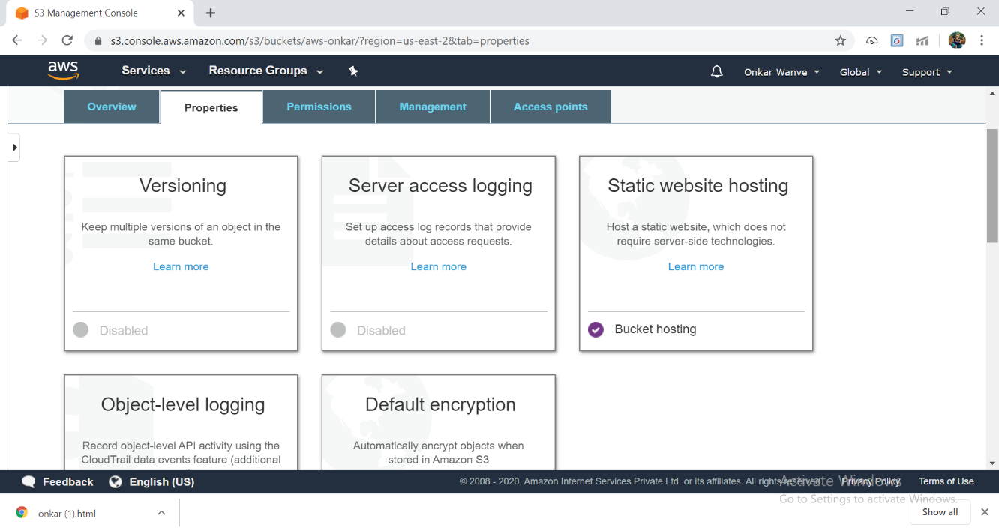 S3 Management Console
s3.console.aws.amazon.com/s3/buckets/aws-onkar/?region=us-east-2&tab=properties
aws
Services
Resource Groups
Onkar Wanve
Global
Support
Overview
Properties
Permissions
Management
Access points
Versioning
Keep multiple versions of an object in the
same bucket.
Learn more
Disabled
Server access logging
Set up access log records that provide
details about access requests.
Learn more
Disabled
Static website hosting
Host a static website, which does not
require server-side technologies.
Learn more
Bucket hosting
Object-level logging
Record object-level API activity using the
CloudTrail data events feature (additional
Default encryption
Automatically encrypt objects when
stored in Amazon S3
Feedback
English (US)
© 2008 - 2020, Amazon Internet Services Private Ltd. or its affiliates. All rights reserved.
Privacy Policy
Terms of Use
Activate Windows
Go to Settings to activate Windows.
onkar (1).html
Show all